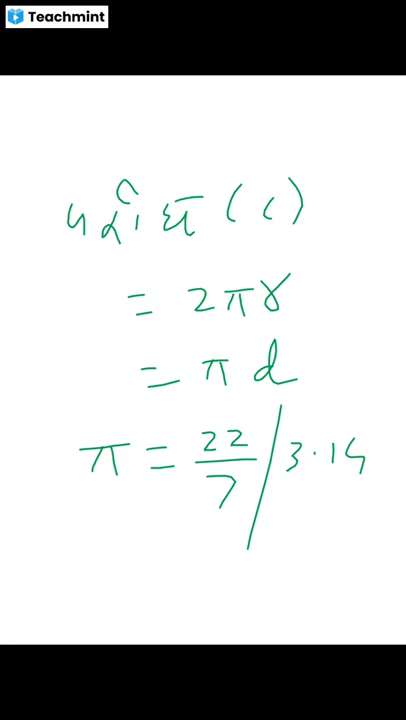 Teachmint
परिघ (c)
= 2πr
= πd
π = 22/7 / 3.14